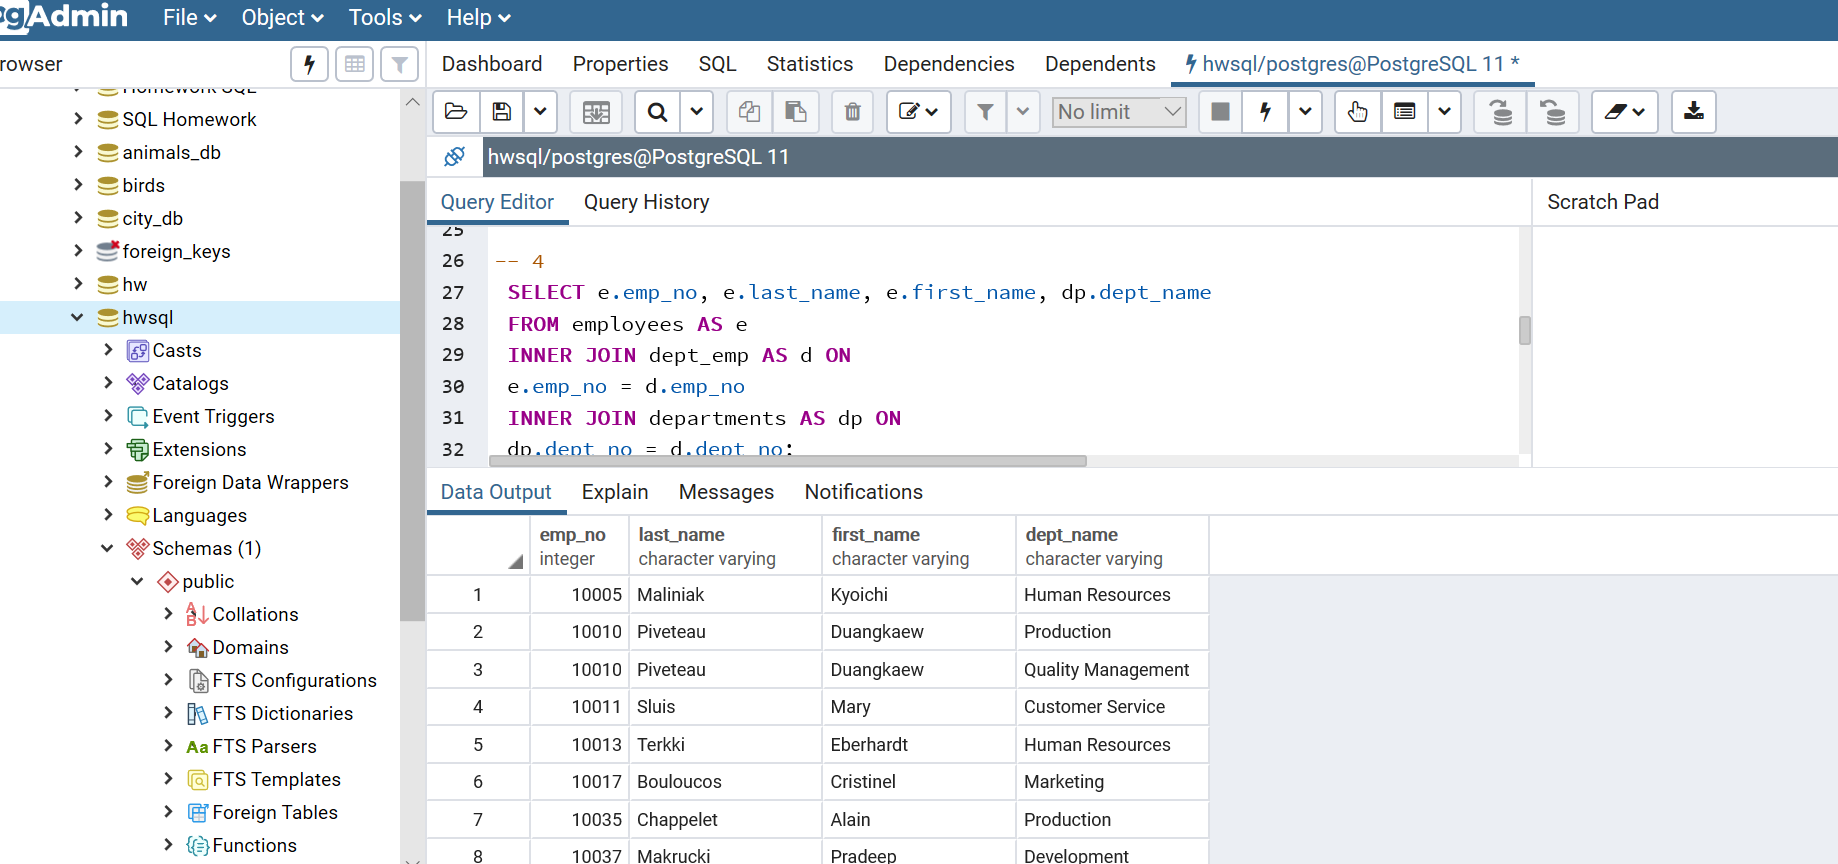 pgAdmin File Object Tools Help
rowser
Dashboard Properties SQL Statistics Dependencies Dependents hwsql/postgres@PostgreSQL 11 *
No limit
hwsql/postgres@PostgreSQL 11
Query Editor Query History
Scratch Pad
Homework SQL
SQL Homework
animals_db
birds
city_db
foreign_keys
hw
hwsql
Casts
Catalogs
Event Triggers
Extensions
Foreign Data Wrappers
Languages
Schemas (1)
public
Collations
Domains
FTS Configurations
FTS Dictionaries
Aa FTS Parsers
FTS Templates
Foreign Tables
Functions
25
26 -- 4
27 SELECT e.emp_no, e.last_name, e.first_name, dp.dept_name
28 FROM employees AS e
29 INNER JOIN dept_emp AS d ON
30 e.emp_no = d.emp_no
31 INNER JOIN departments AS dp ON
32 dp.dept_no = d.dept_no;
Data Output Explain Messages Notifications
emp_no last_name first_name dept_name
integer character varying character varying character varying
1 10005 Maliniak Kyoichi Human Resources
2 10010 Piveteau Duangkaew Production
3 10010 Piveteau Duangkaew Quality Management
4 10011 Sluis Mary Customer Service
5 10013 Terkki Eberhardt Human Resources
6 10017 Bouloucos Cristinel Marketing
7 10035 Chappelet Alain Production
8 10037 Makrucki Pradeep Development